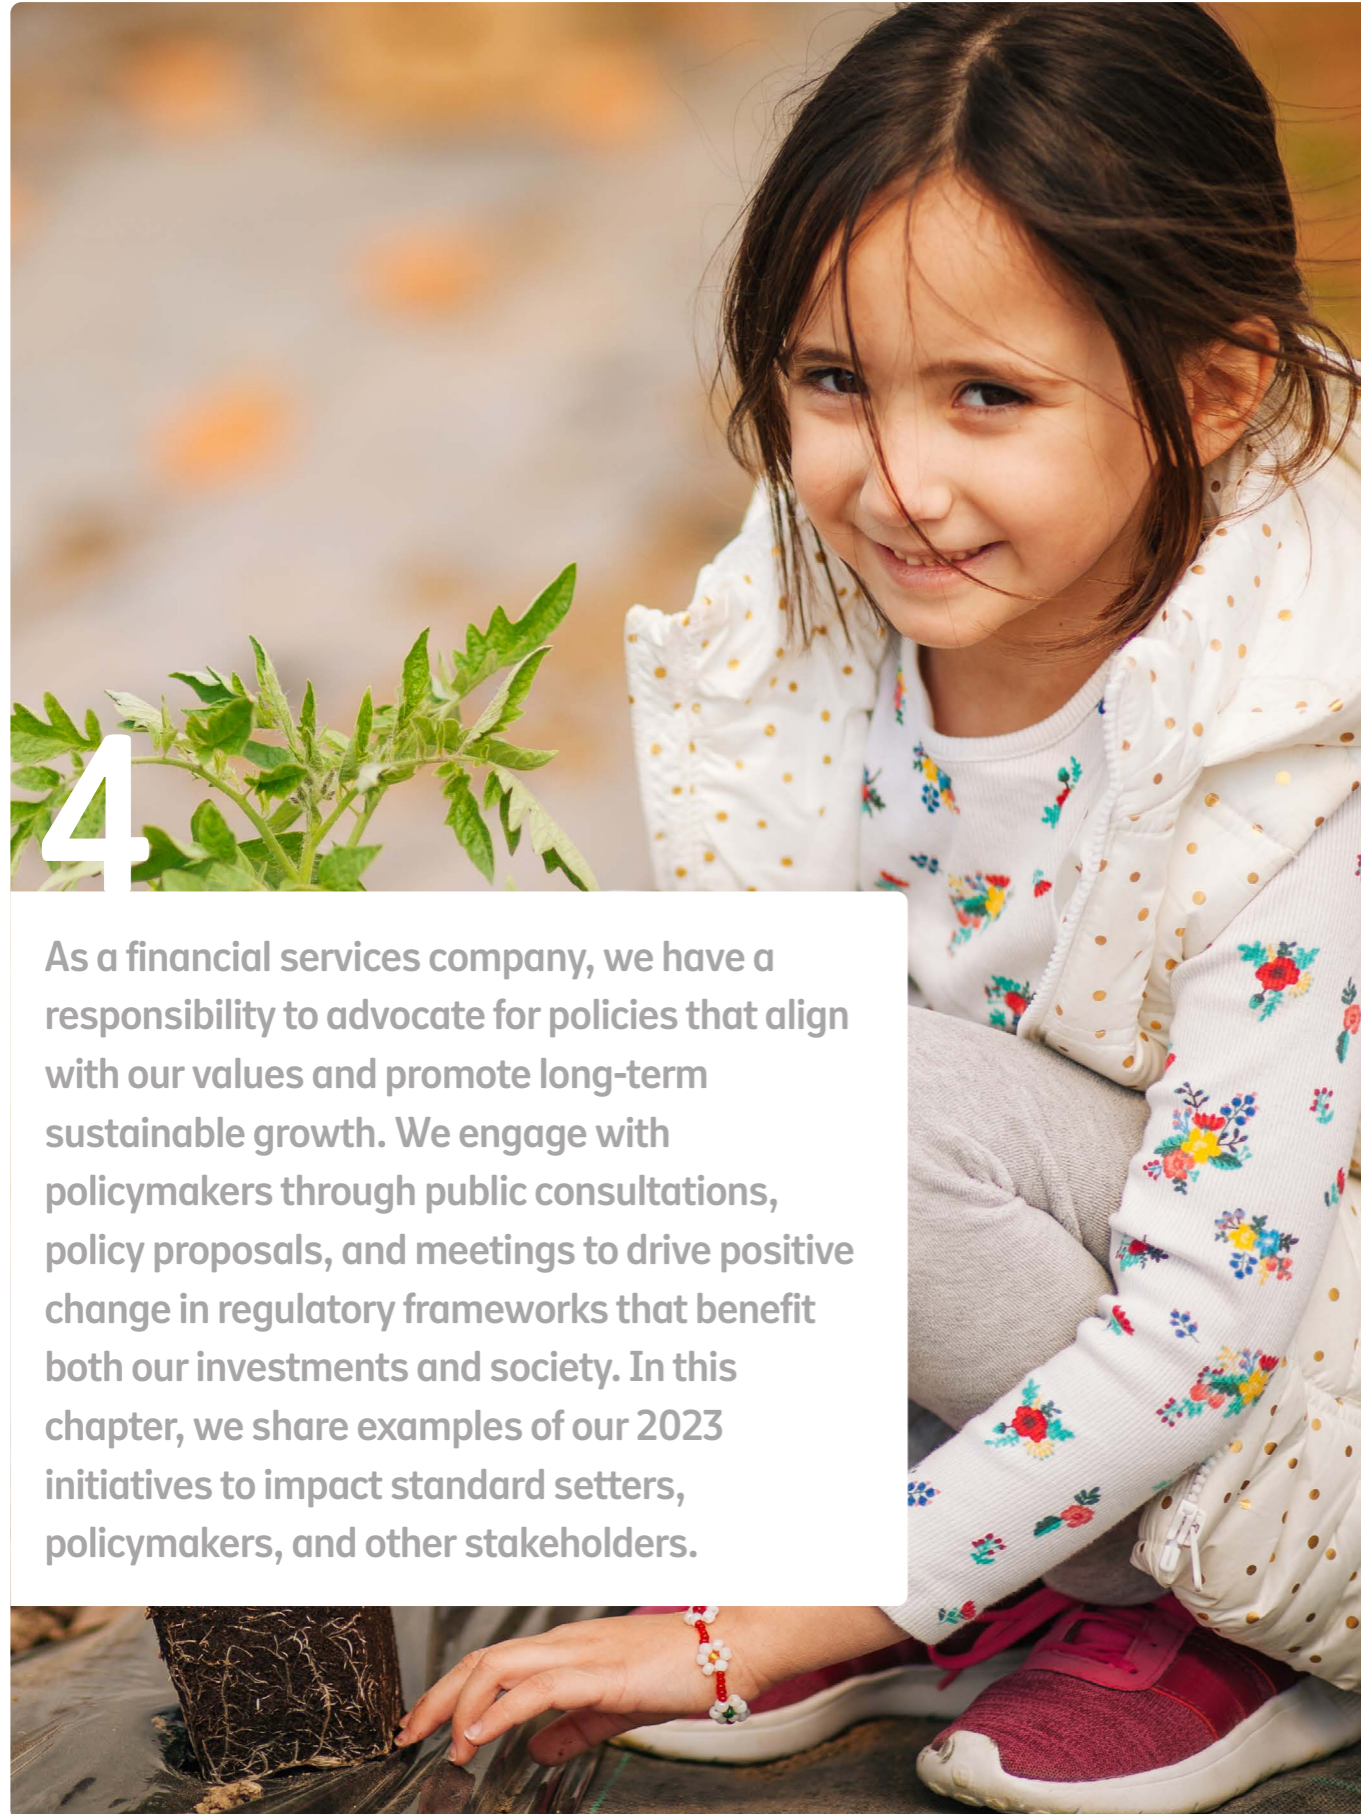 4
As a financial services company, we have a
responsibility to advocate for policies that align
with our values and promote long-term
sustainable growth. We engage with
policymakers through public consultations,
policy proposals, and meetings to drive positive
change in regulatory frameworks that benefit
both our investments and society. In this
chapter, we share examples of our 2023
initiatives to impact standard setters,
policymakers, and other stakeholders.